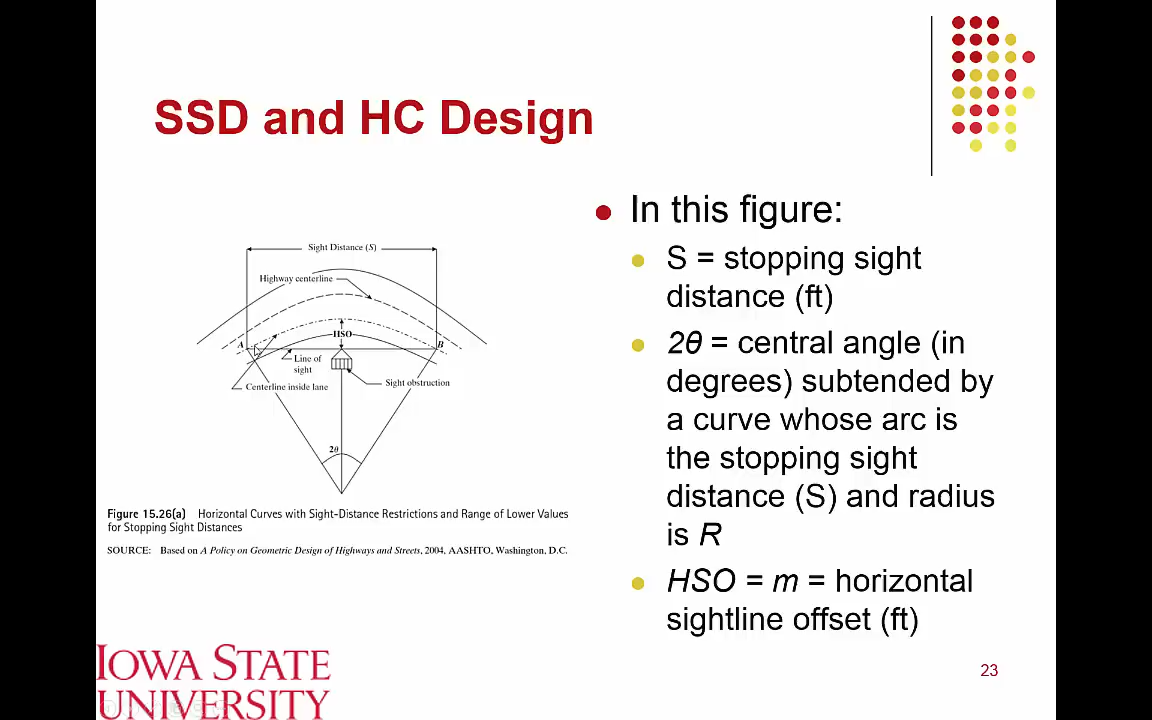 SSD and HC Design
Sight Distance (S)
Highway centerline
HSO
A
B
Line of
sight
Sight obstruction
Centerline inside lane
2θ
Figure 15.26(a) Horizontal Curves with Sight-Distance Restrictions and Range of Lower Values
for Stopping Sight Distances
SOURCE: Based on A Policy on Geometric Design of Highways and Streets, 2004, AASHTO, Washington, D.C.
In this figure:
S = stopping sight
distance (ft)
2θ = central angle (in
degrees) subtended by
a curve whose arc is
the stopping sight
distance (S) and radius
is R
HSO = m = horizontal
sightline offset (ft)
IOWA STATE
UNIVERSITY
23